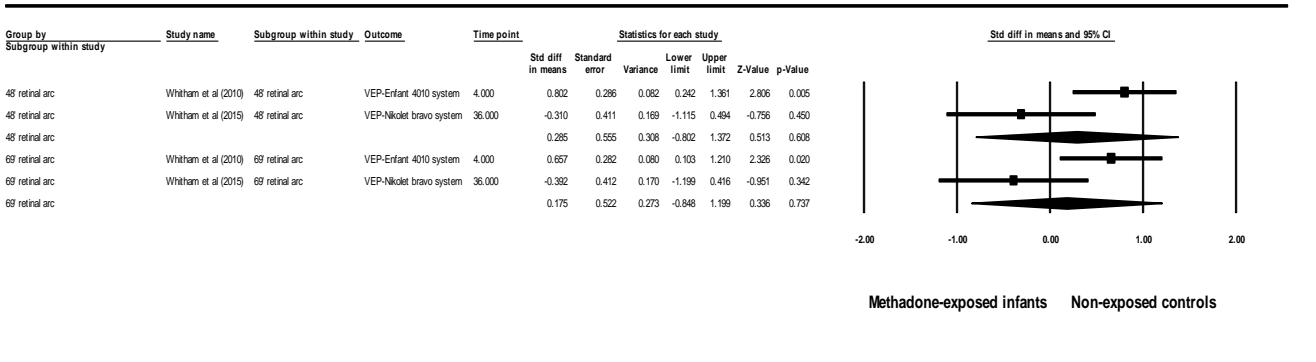 Group by Study name Subgroup within study Outcome Time point Statistics for each study Std diff in means and 95% CI
Subgroup within study
Std diff Standard Lower Upper
in means error Variance limit limit Z-Value p-Value
48' retinal arc Whitham et al (2010) 48' retinal arc VEP-Enfant 4010 system 4.000 0.802 0.286 0.082 0.242 1.361 2.806 0.005
48' retinal arc Whitham et al (2015) 48' retinal arc VEP-Nikolet bravo system 36.000 -0.310 0.411 0.169 -1.115 0.494 -0.756 0.450
48' retinal arc 0.285 0.555 0.308 -0.802 1.372 0.513 0.608
69' retinal arc Whitham et al (2010) 69' retinal arc VEP-Enfant 4010 system 4.000 0.657 0.282 0.080 0.103 1.210 2.326 0.020
69' retinal arc Whitham et al (2015) 69' retinal arc VEP-Nikolet bravo system 36.000 -0.392 0.412 0.170 -1.199 0.416 -0.951 0.342
69' retinal arc 0.175 0.522 0.273 -0.848 1.199 0.336 0.737
-2.00 -1.00 0.00 1.00 2.00
Methadone-exposed infants Non-exposed controls